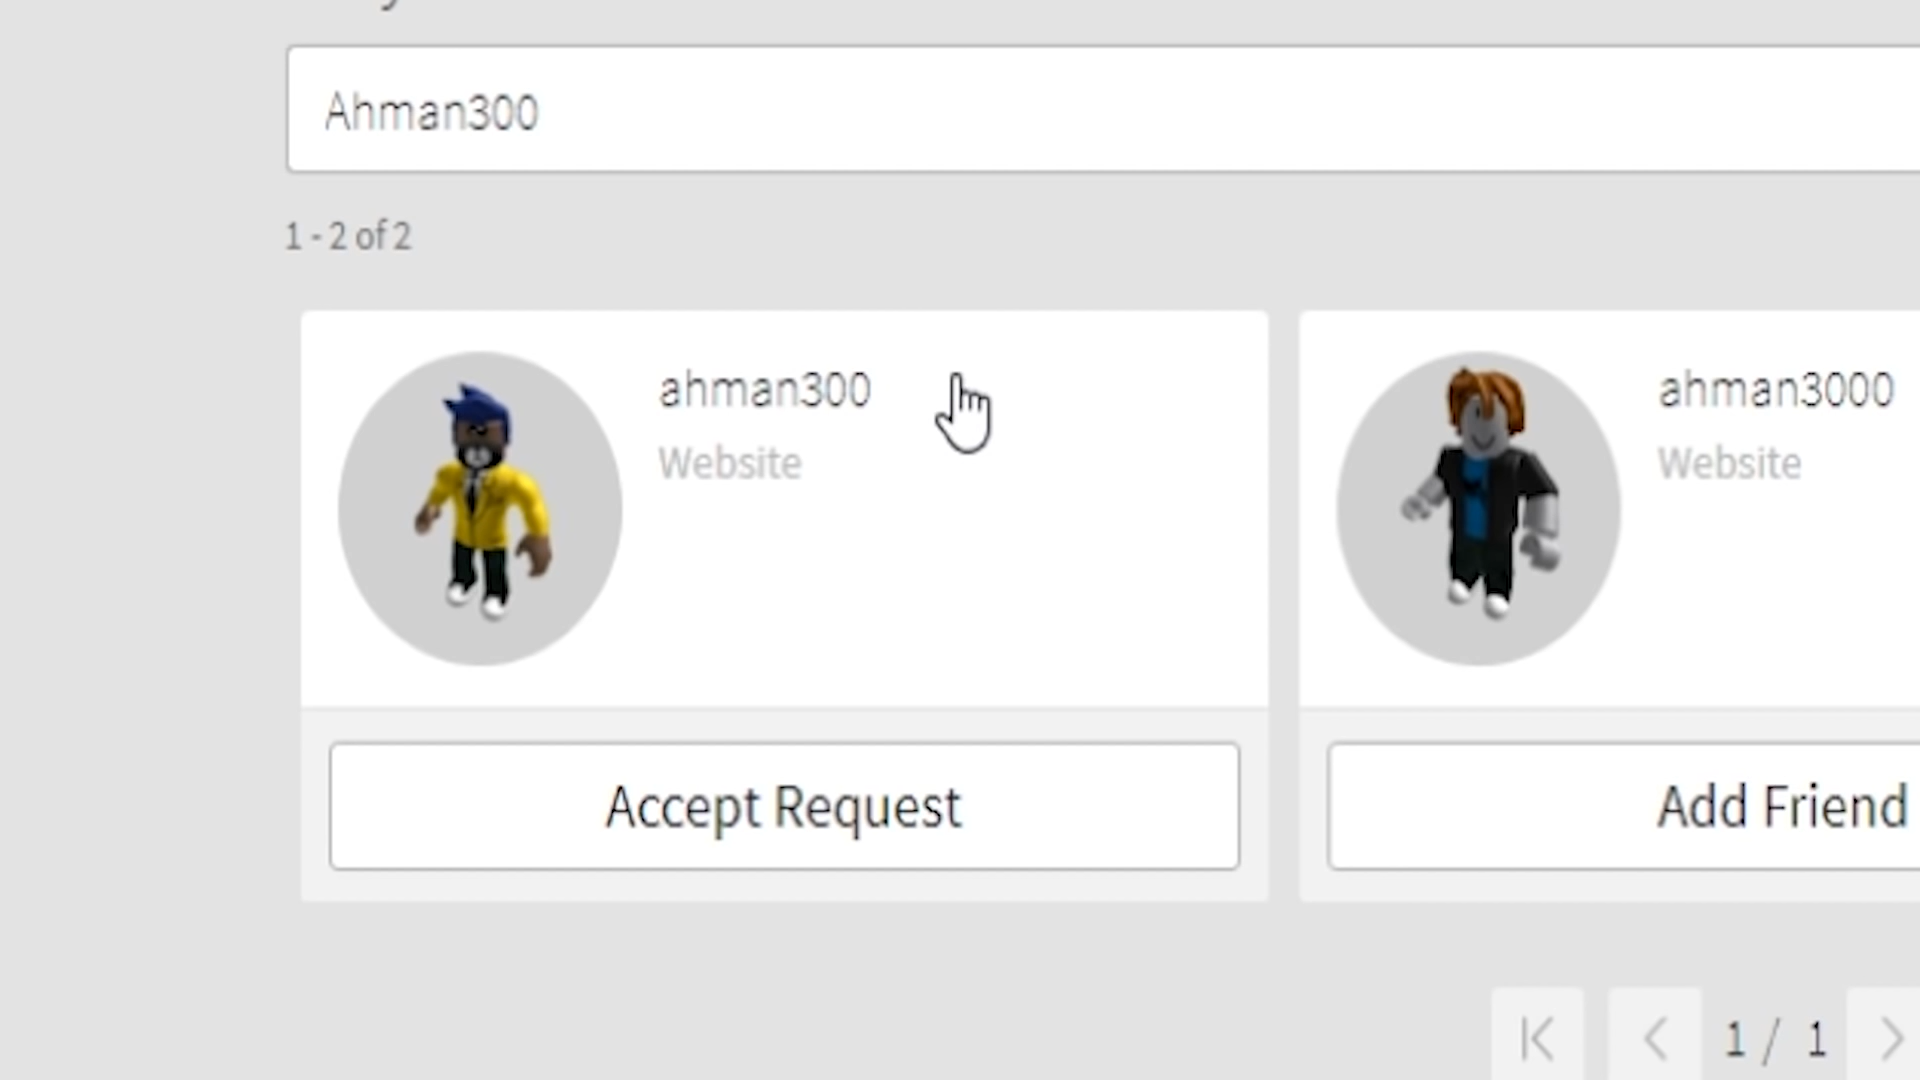 Ahman300
1 - 2 of 2
ahman300
Website
ahman3000
Website
Accept Request
Add Friend
1 / 1